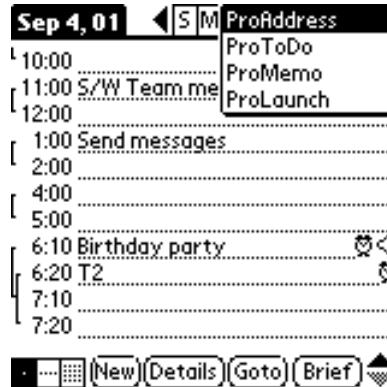 Sep 4, 01 S M ProAddress
ProToDo
10:00
ProMemo
11:00 S/W Team me ProLaunch
12:00
1:00 Send messages
2:00
4:00
5:00
6:10 Birthday party
6:20 T2
7:10
7:20
New Details Goto Brief